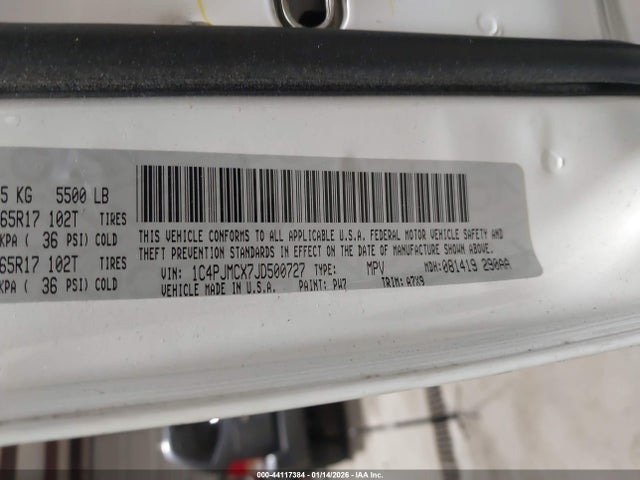 5 KG 5500 LB
65R17 102T TIRES
KPA ( 36 PSI) COLD
65R17 102T TIRES
KPA ( 36 PSI) COLD
THIS VEHICLE CONFORMS TO ALL APPLICABLE U.S.A. FEDERAL MOTOR VEHICLE SAFETY AND
THEFT PREVENTION STANDARDS IN EFFECT ON THE DATE OF MANUFACTURE SHOWN ABOVE.
VIN: 1C4PJMCX7JD500727 TYPE: MPV MDH: 081419 290AA
VEHICLE MADE IN U.S.A. PAINT: PW7 TRIM: A7X9
000-44117384 | 01/14/2026 | IAA Inc.